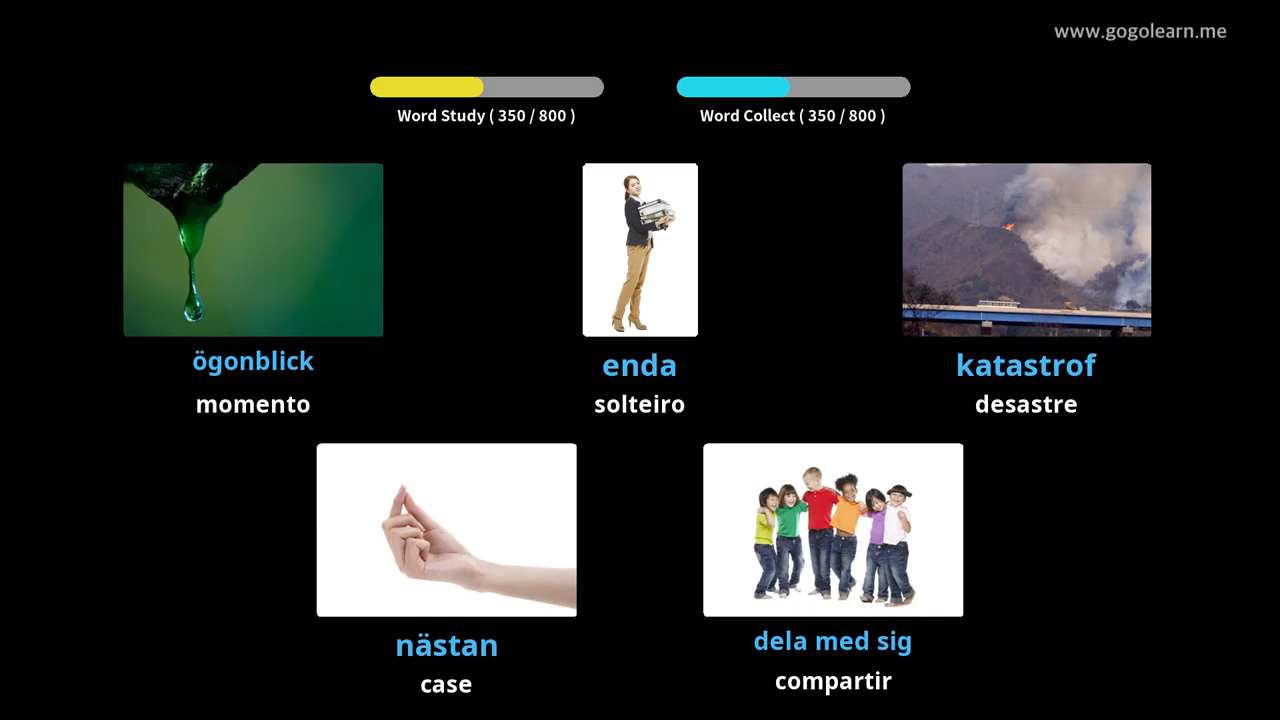 www.gogolearn.me
Word Study ( 350 / 800 )
Word Collect ( 350 / 800 )
ögonblick
momento
enda
solteiro
katastrof
desastre
nästan
case
dela med sig
compartir